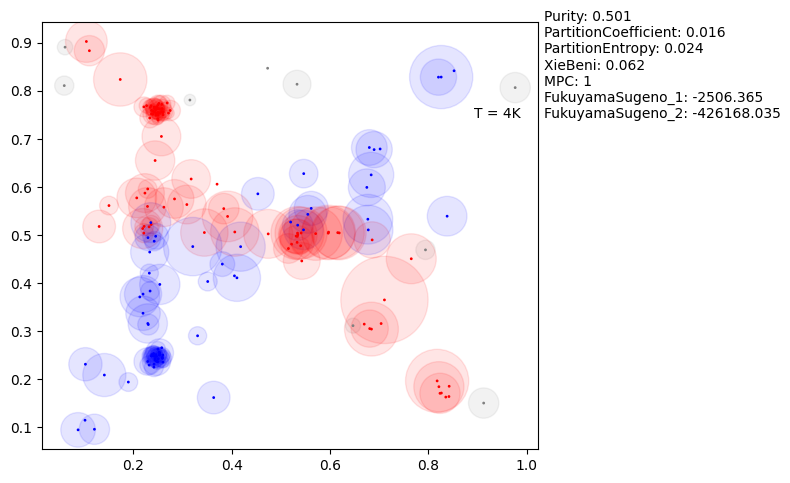 Purity: 0.501
PartitionCoefficient: 0.016
PartitionEntropy: 0.024
XieBeni: 0.062
MPC: 1
FukuyamaSugeno_1: -2506.365
FukuyamaSugeno_2: -426168.035
T = 4K
0.9
0.8
0.7
0.6
0.5
0.4
0.3
0.2
0.1
0.2 0.4 0.6 0.8 1.0